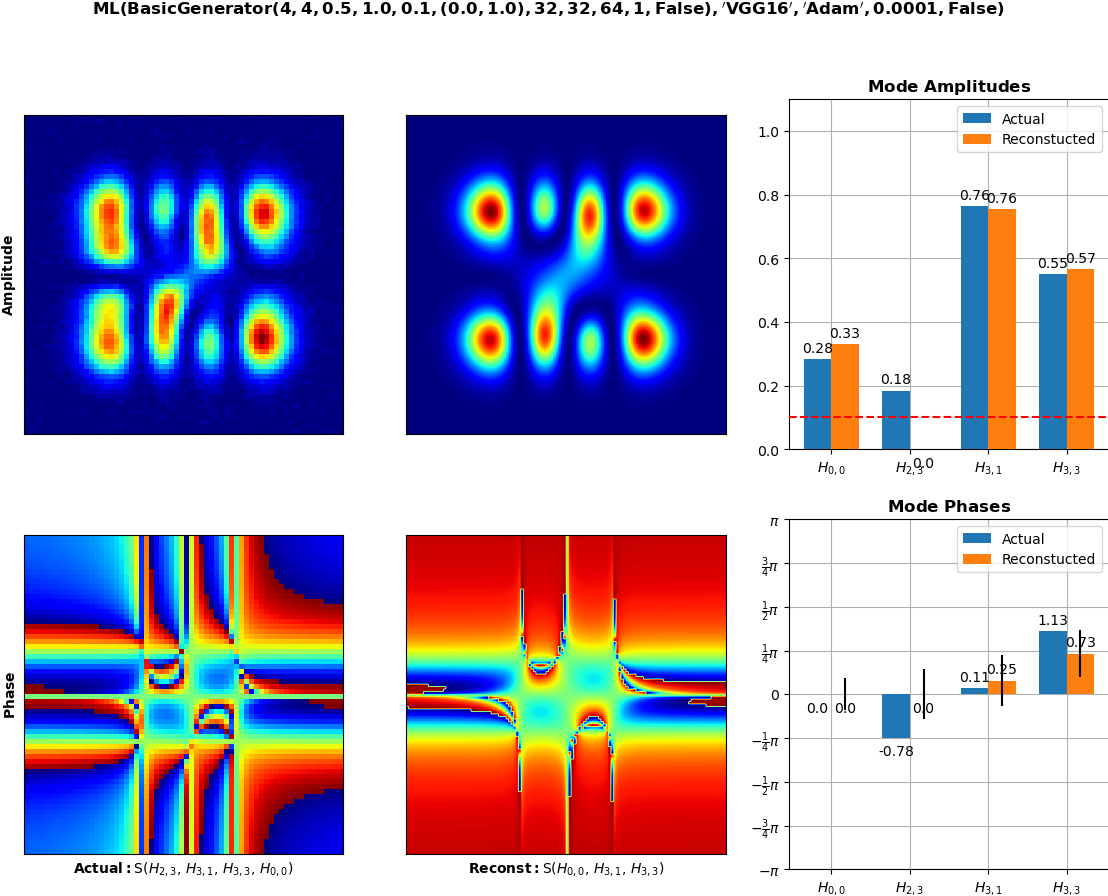 ML(BasicGenerator(4, 4, 0.5, 1.0, 0.1, (0.0, 1.0), 32, 32, 64, 1, False), ′VGG16′, ′Adam′, 0.0001, False)
Amplitude
Mode Amplitudes
Actual
Reconstucted
1.0
0.8
0.6
0.4
0.2
0.0
0.28
0.33
0.18
0.0
0.76
0.76
0.55
0.57
H0,0
H2,3
H3,1
H3,3
Phase
Actual: S(H2,3, H3,1, H3,3, H0,0)
Reconst: S(H0,0, H3,1, H3,3)
Mode Phases
Actual
Reconstucted
π
3/4π
1/2π
1/4π
0
−1/4π
−1/2π
−3/4π
−π
0.0
0.0
-0.78
0.0
0.11
0.25
1.13
0.73
H0,0
H2,3
H3,1
H3,3